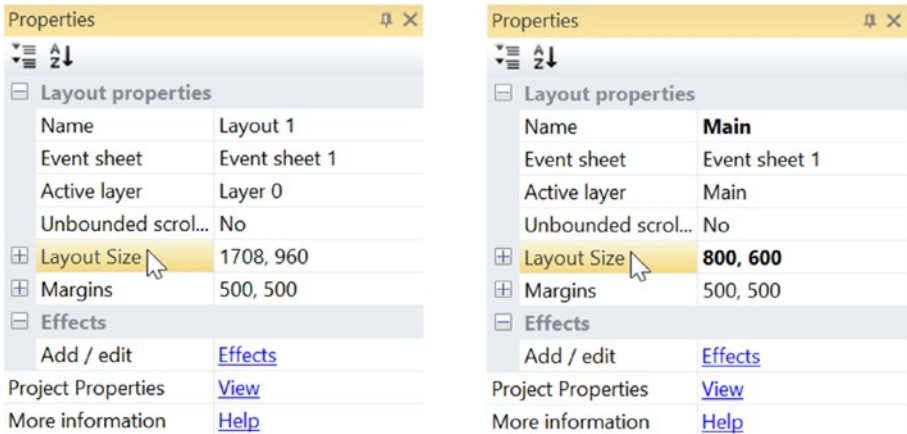 Properties
Layout properties
Name Layout 1
Event sheet Event sheet 1
Active layer Layer 0
Unbounded scrol... No
Layout Size 1708, 960
Margins 500, 500
Effects
Add / edit Effects
Project Properties View
More information Help
Properties
Layout properties
Name Main
Event sheet Event sheet 1
Active layer Main
Unbounded scrol... No
Layout Size 800, 600
Margins 500, 500
Effects
Add / edit Effects
Project Properties View
More information Help